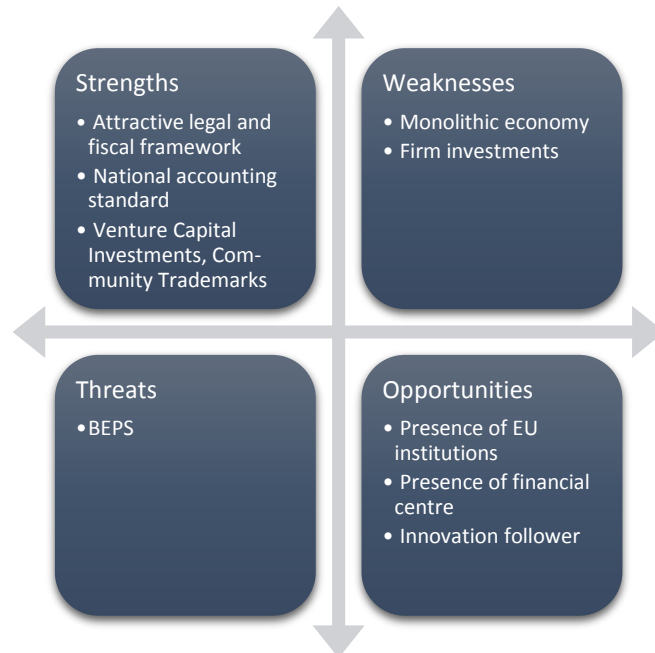 Strengths
• Attractive legal and
fiscal framework
• National accounting
standard
• Venture Capital
Investments, Com-
munity Trademarks
Weaknesses
• Monolithic economy
• Firm investments
Threats
•BEPS
Opportunities
• Presence of EU
institutions
• Presence of financial
centre
• Innovation follower